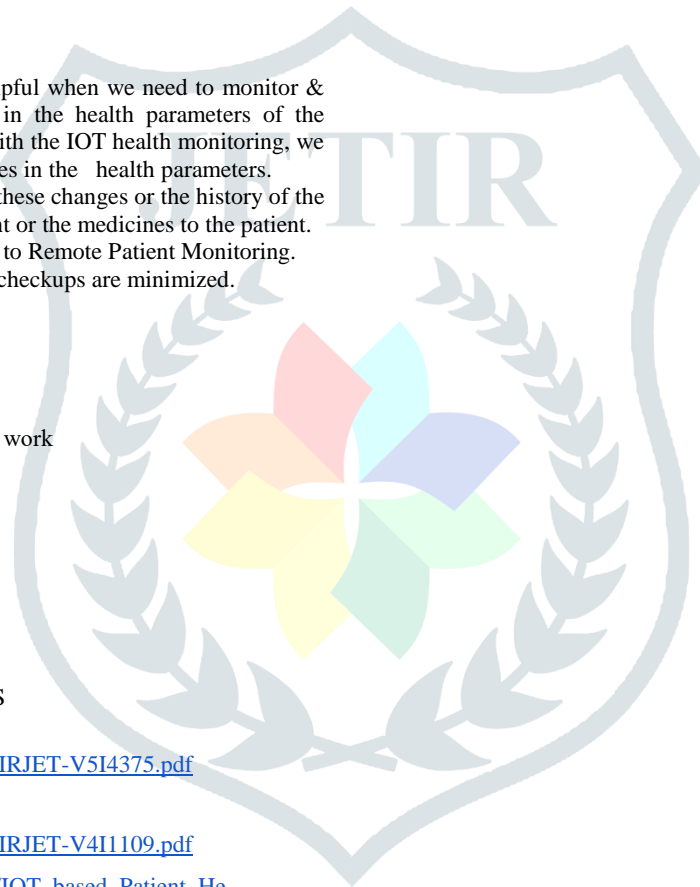 pful when we need to monitor &
in the health parameters of the
ith the IOT health monitoring, we
es in the health parameters.
these changes or the history of the
nt or the medicines to the patient.
to Remote Patient Monitoring.
checkups are minimized.
JETIR
work
S
IRJET-V5I4375.pdf
IRJET-V4I1109.pdf
IOT_based_Patient_He